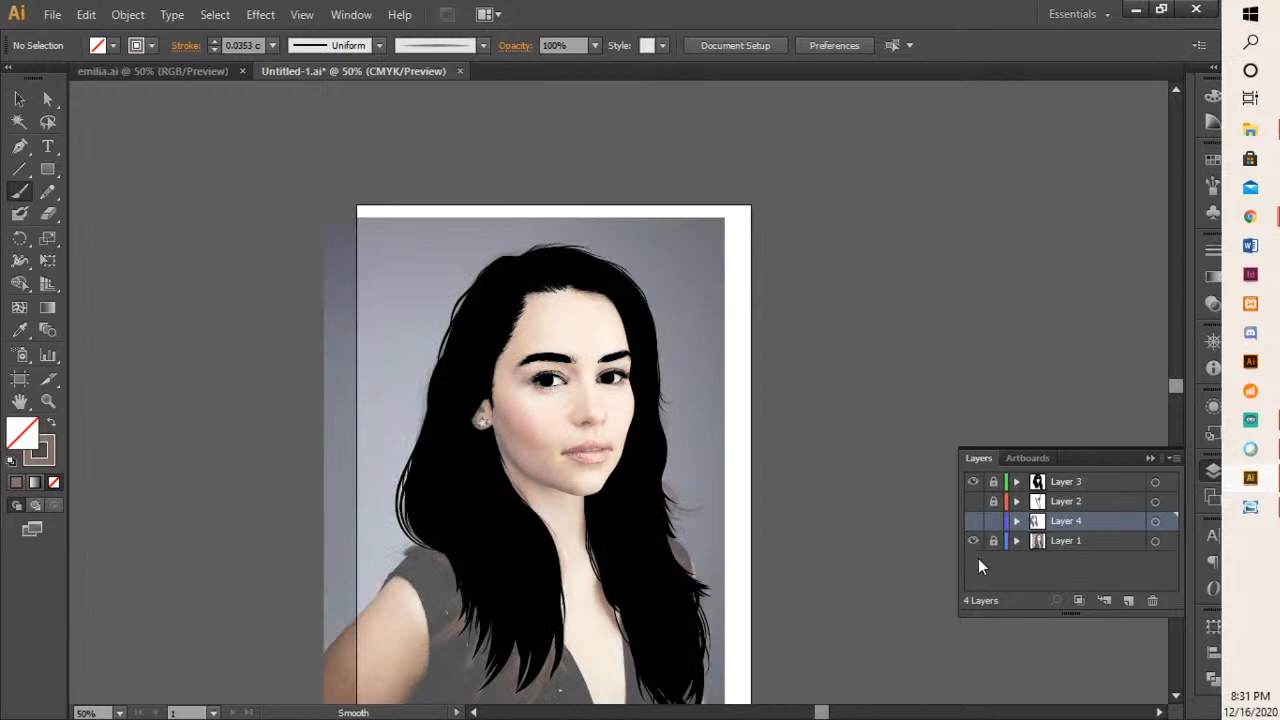 Ai File Edit Object Type Select Effect View Window Help Essentials
No Selection Stroke: 0.0353 c Uniform Opacity: 100% Style: Document Setup Preferences
emilia.ai @ 50% (RGB/Preview) × Untitled-1.ai* @ 50% (CMYK/Preview) ×
Layers Artboards
Layer 3
Layer 2
Layer 4
Layer 1
4 Layers
50% 1 Smooth
8:31 PM
12/16/2020